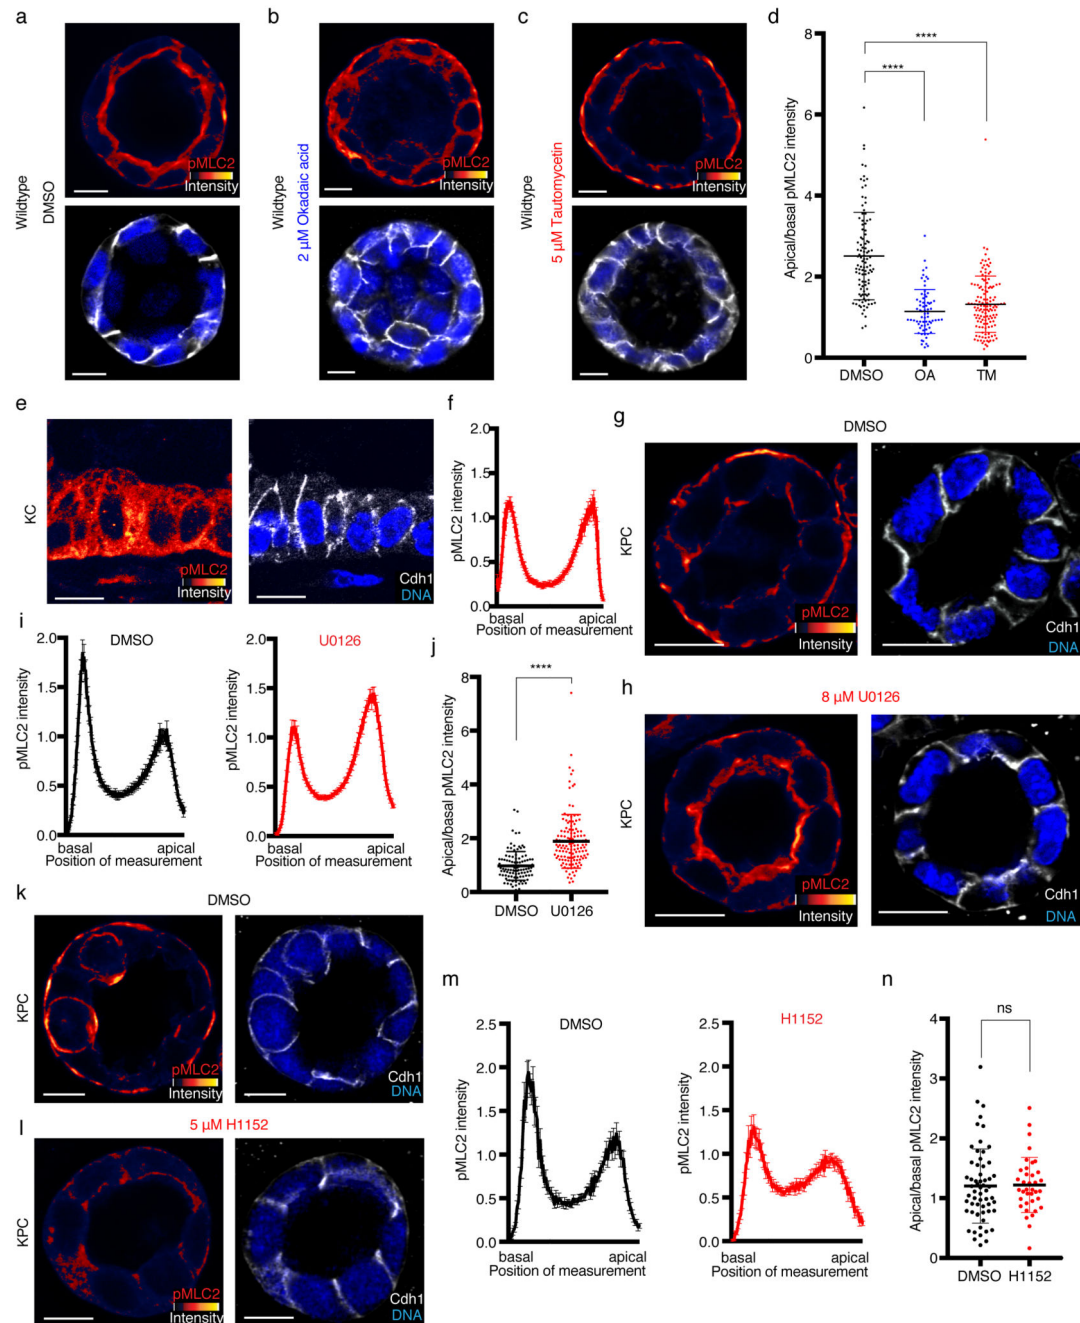 a
b
c
d
Wildtype
DMSO
pMLC2
Intensity
Wildtype
2 µM Okadaic acid
pMLC2
Intensity
Wildtype
5 µM Tautomycetin
pMLC2
Intensity
Apical/basal pMLC2 intensity
8
6
4
2
0
****
****
DMSO OA TM
e
f
g
KC
pMLC2
Intensity
Cdh1
DNA
pMLC2 intensity
2.0
1.5
1.0
0.5
0.0
basal apical
Position of measurement
DMSO
KPC
pMLC2
Intensity
Cdh1
DNA
i
DMSO
pMLC2 intensity
2.0
1.5
1.0
0.5
0.0
basal apical
Position of measurement
U0126
pMLC2 intensity
2.0
1.5
1.0
0.5
0.0
basal apical
Position of measurement
j
****
Apical/basal pMLC2 intensity
8
6
4
2
0
DMSO U0126
h
8 µM U0126
KPC
pMLC2
Intensity
Cdh1
DNA
k
DMSO
KPC
pMLC2
Intensity
Cdh1
DNA
l
5 µM H1152
KPC
pMLC2
Intensity
Cdh1
DNA
m
DMSO
pMLC2 intensity
2.5
2.0
1.5
1.0
0.5
0.0
basal apical
Position of measurement
H1152
pMLC2 intensity
2.5
2.0
1.5
1.0
0.5
0.0
basal apical
Position of measurement
n
ns
Apical/basal pMLC2 intensity
4
3
2
1
0
DMSO H1152